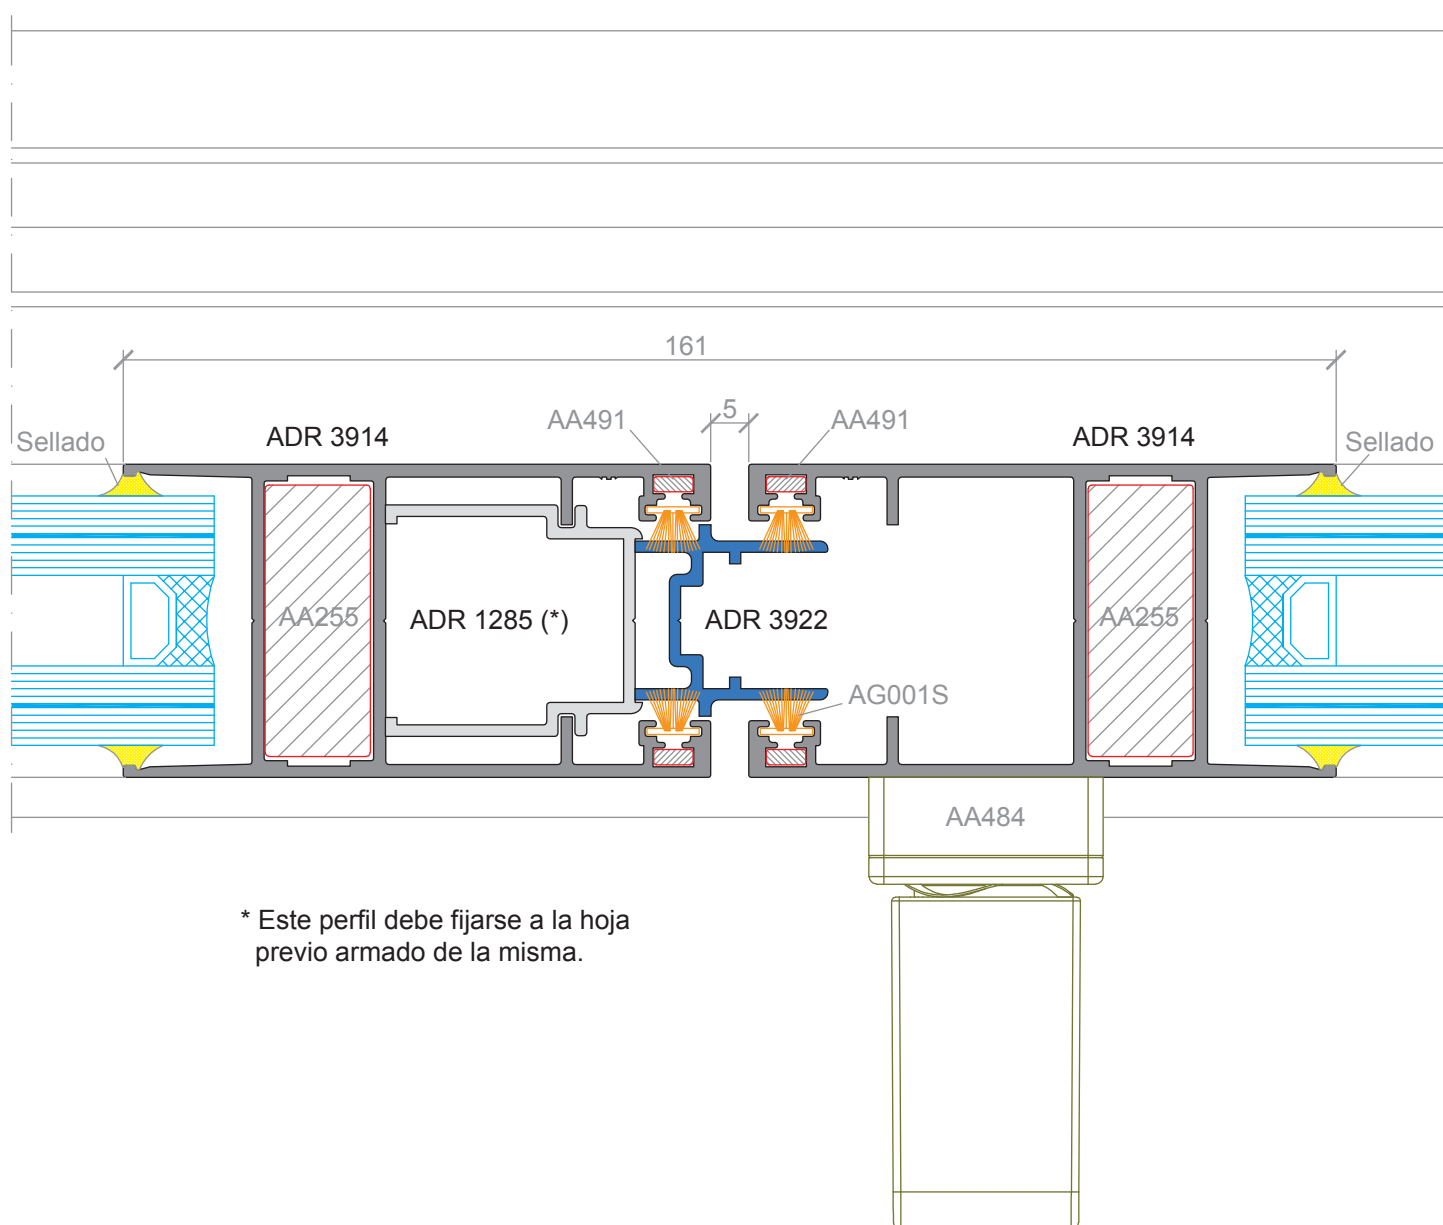 161
5
AA491
AA491
ADR 3914
ADR 3914
Sellado
Sellado
AA255
ADR 1285 (*)
ADR 3922
AA255
AG001S
AA484
* Este perfil debe fijarse a la hoja
previo armado de la misma.